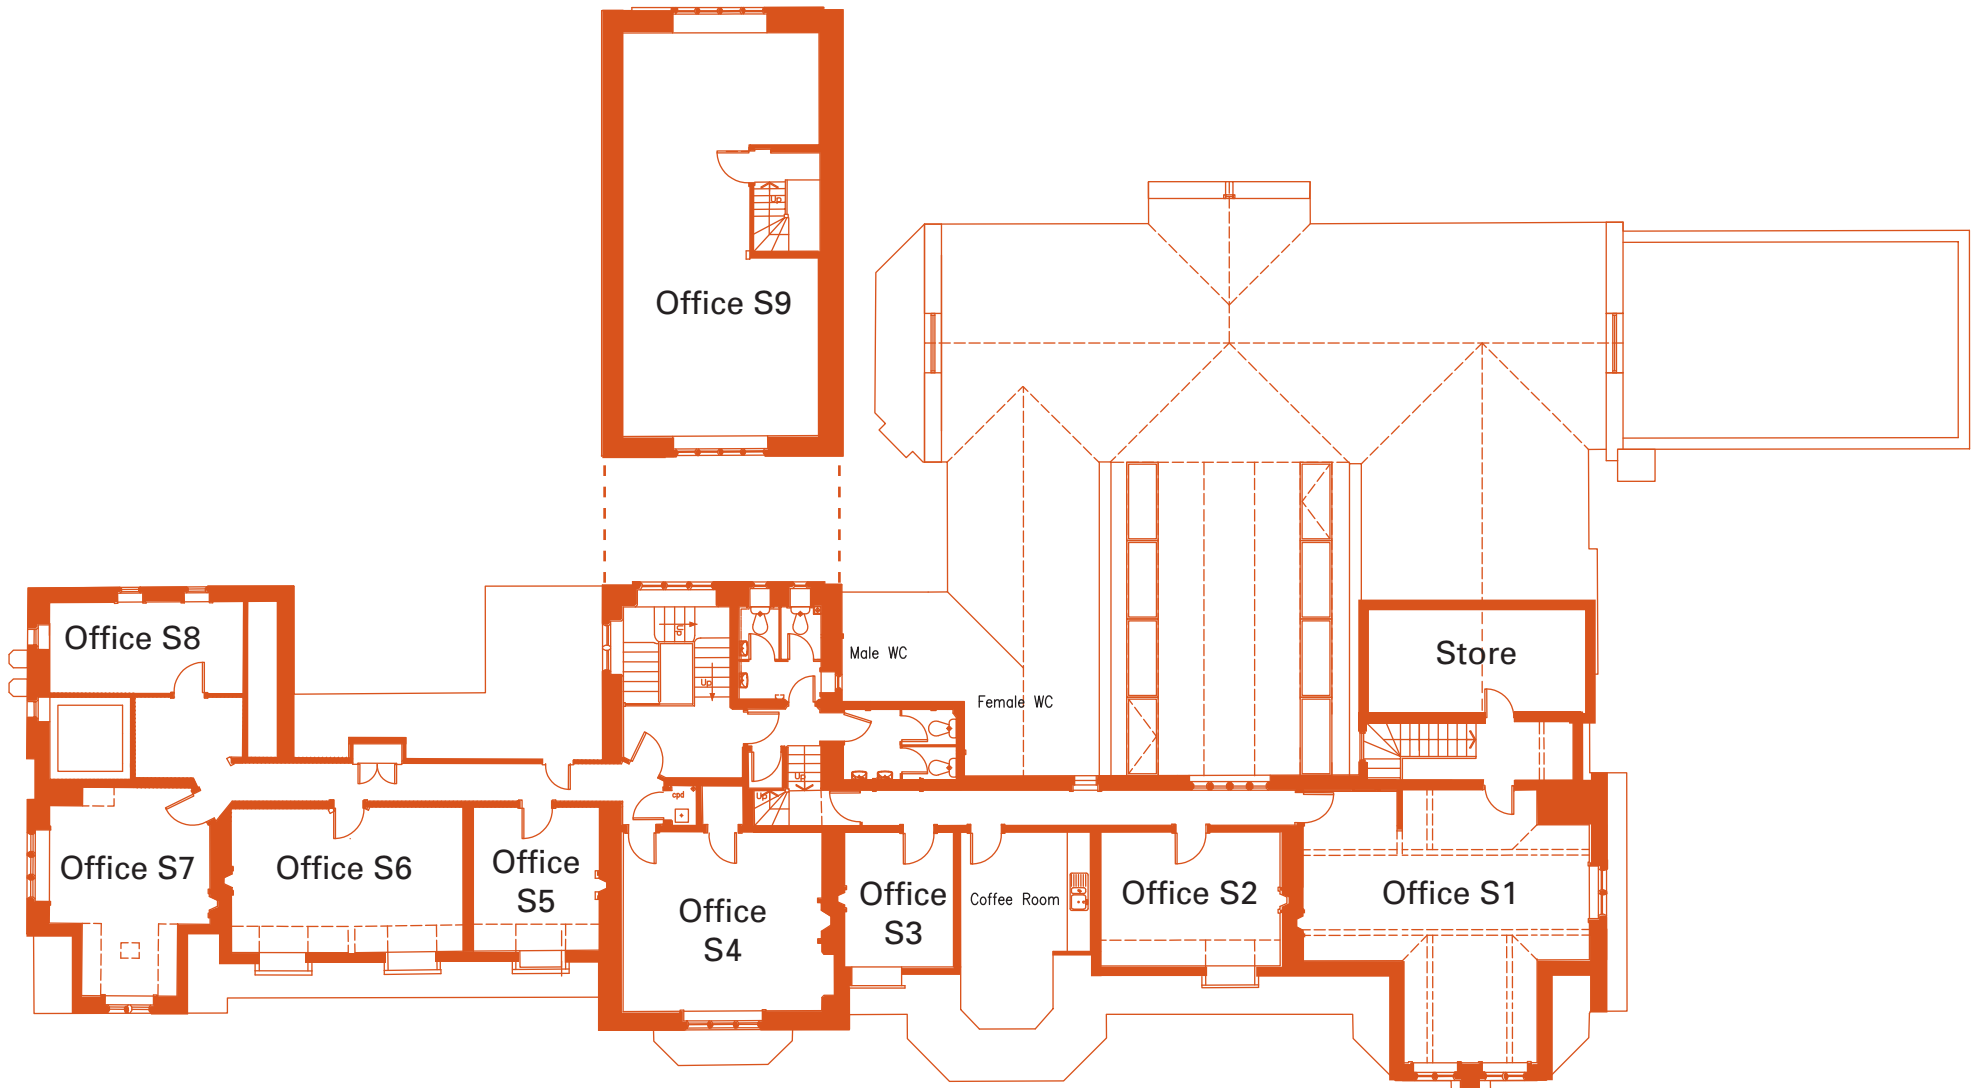 Up
Office S9
Office S8
Up
Up
Male WC
Store
Female WC
Up
cpd
Up
Office S7
Office S6
Office
S5
Office
S4
Office
S3
Coffee Room
Office S2
Office S1